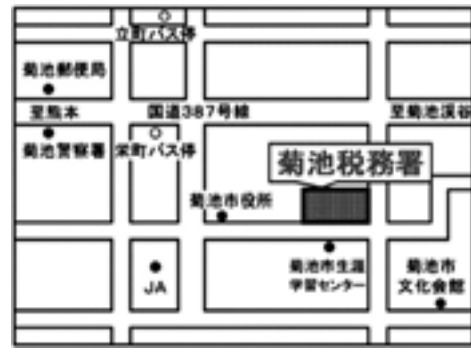 立町バス停
菊池郵便局
至熊本
国道387号線
至菊池渓谷
菊池警察署
栄町バス停
菊池税務署
菊池市役所
菊池市生涯
学習センター
菊池市
文化会館
JA